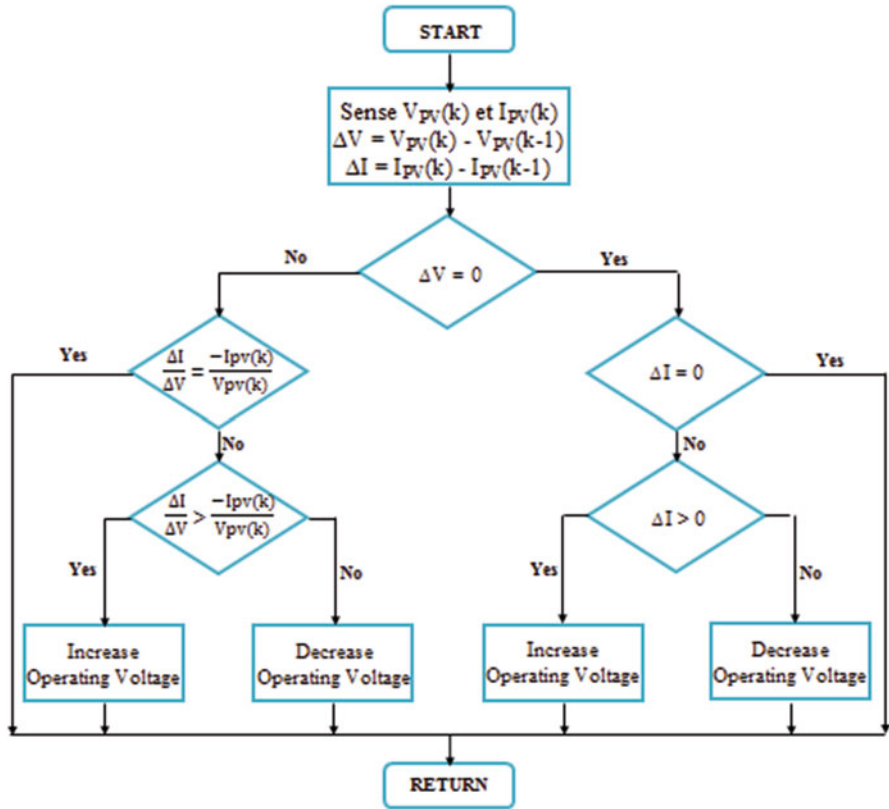 START
Sense VPV(k) et IPV(k)
ΔV = VPV(k) - VPV(k-1)
ΔI = IPV(k) - IPV(k-1)
No
ΔV = 0
Yes
Yes
ΔI/ΔV = −Ipv(k)/Vpv(k)
ΔI = 0
Yes
No
No
ΔI/ΔV > −Ipv(k)/Vpv(k)
ΔI > 0
Yes
No
Yes
No
Increase
Operating Voltage
Decrease
Operating Voltage
Increase
Operating Voltage
Decrease
Operating Voltage
RETURN